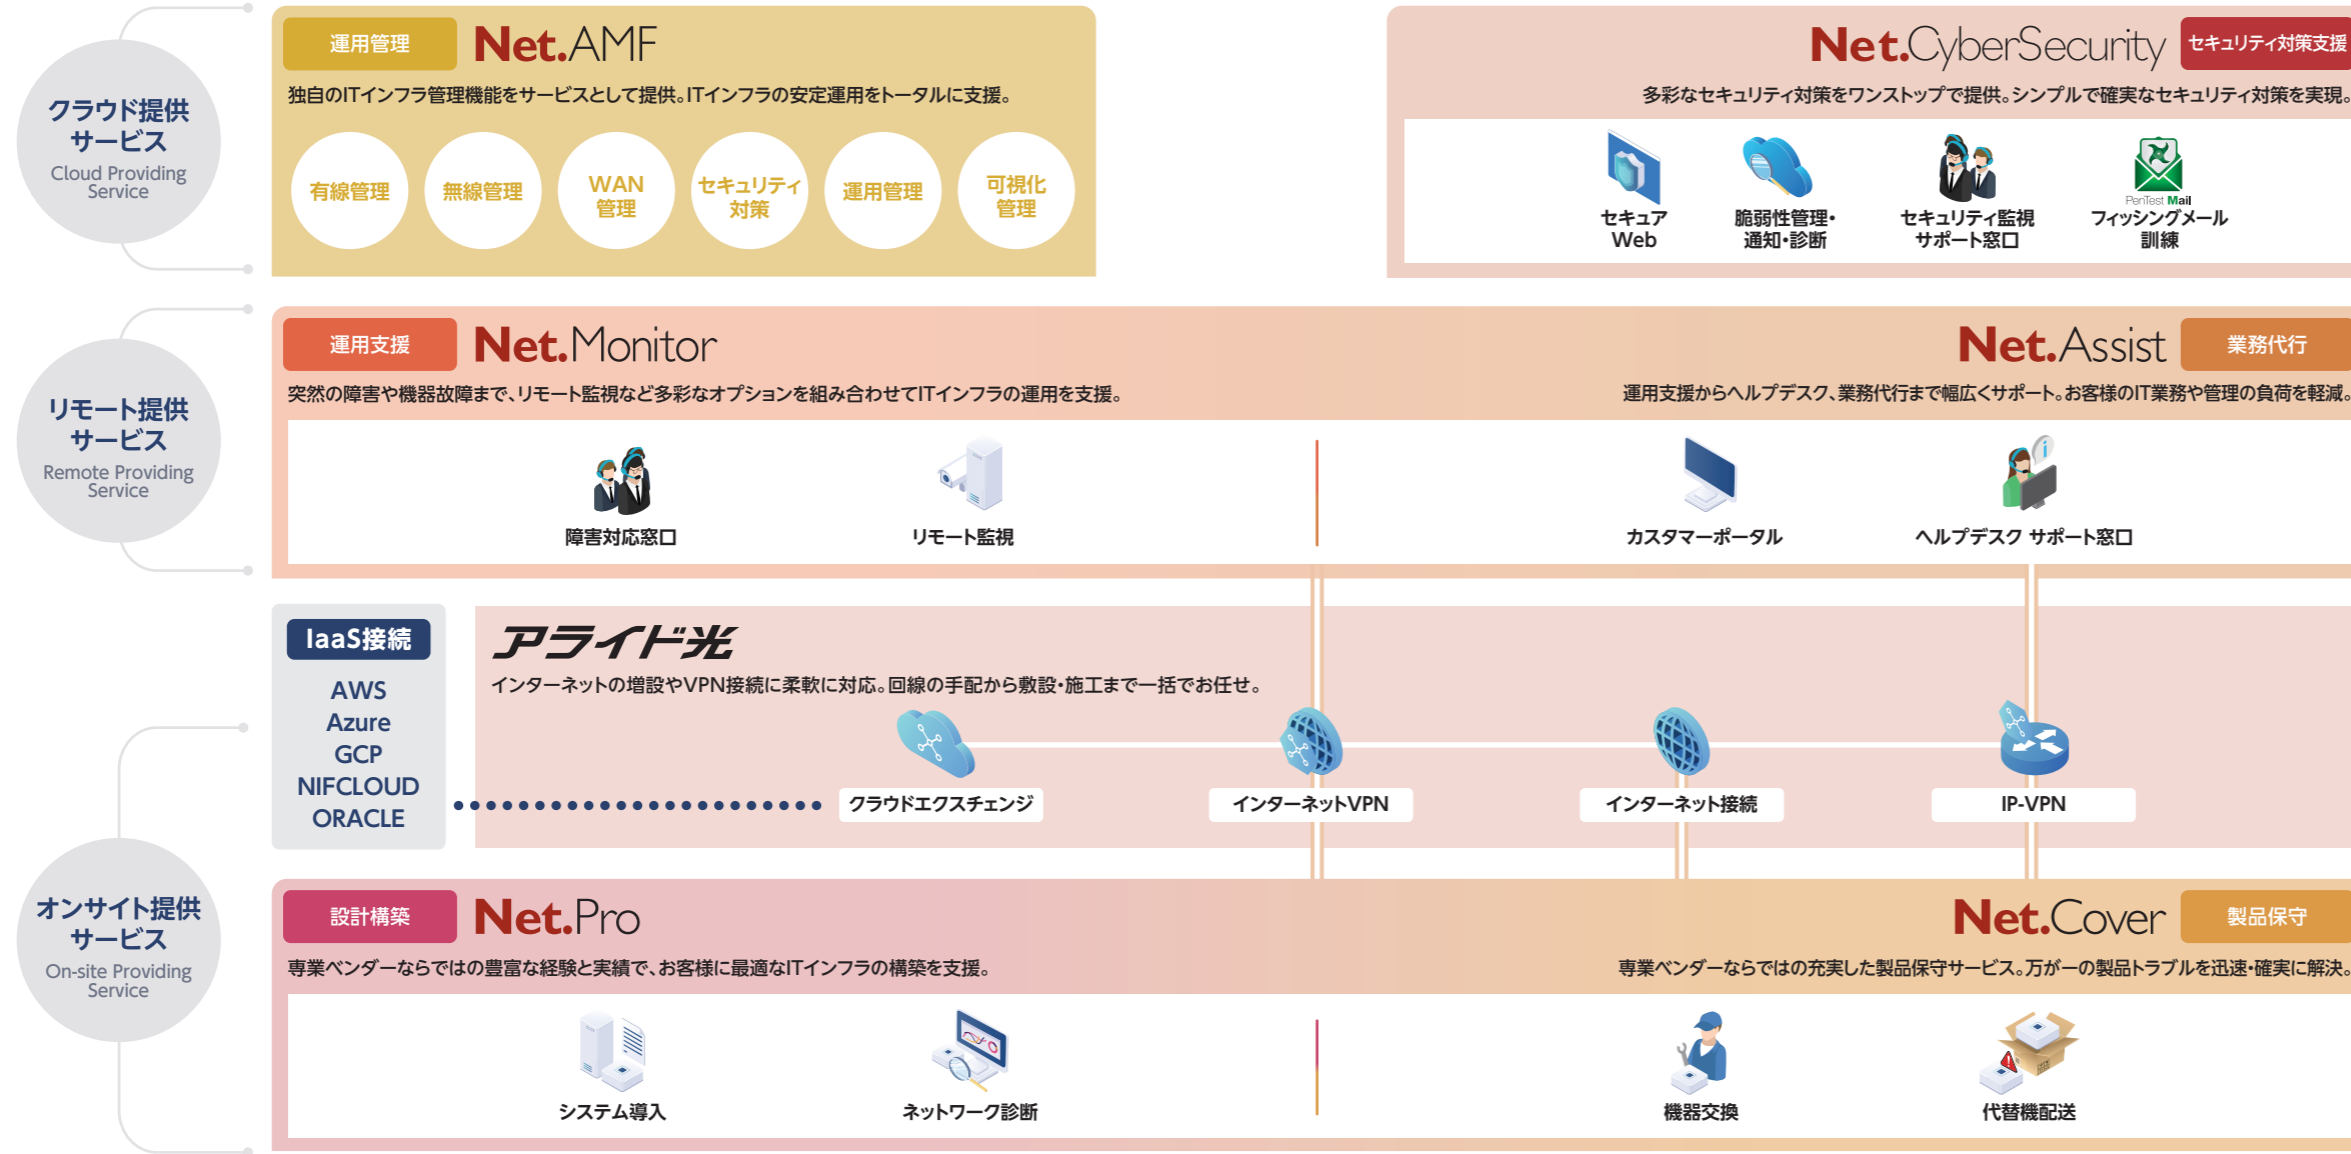 クラウド提供
サービス
Cloud Providing
Service
運用管理
Net.AMF
独自のITインフラ管理機能をサービスとして提供。ITインフラの安定運用をトータルに支援。
有線管理
無線管理
WAN
管理
セキュリティ
対策
運用管理
可視化
管理
Net.CyberSecurity
セキュリティ対策支援
多彩なセキュリティ対策をワンストップで提供。シンプルで確実なセキュリティ対策を実現。
セキュア
Web
脆弱性管理・
通知・診断
セキュリティ監視
サポート窓口
PenTest Mail
フィッシングメール
訓練
リモート提供
サービス
Remote Providing
Service
運用支援
Net.Monitor
突然の障害や機器故障まで、リモート監視など多彩なオプションを組み合わせてITインフラの運用を支援。
障害対応窓口
リモート監視
Net.Assist
業務代行
運用支援からヘルプデスク、業務代行まで幅広くサポート。お客様のIT業務や管理の負荷を軽減。
カスタマーポータル
ヘルプデスク サポート窓口
IaaS接続
AWS
Azure
GCP
NIFCLOUD
ORACLE
アライド光
インターネットの増設やVPN接続に柔軟に対応。回線の手配から敷設・施工まで一括でお任せ。
クラウドエクスチェンジ
インターネットVPN
インターネット接続
IP-VPN
オンサイト提供
サービス
On-site Providing
Service
設計構築
Net.Pro
専業ベンダーならではの豊富な経験と実績で、お客様に最適なITインフラの構築を支援。
システム導入
ネットワーク診断
Net.Cover
製品保守
専業ベンダーならではの充実した製品保守サービス。万が一の製品トラブルを迅速・確実に解決。
機器交換
代替機配送